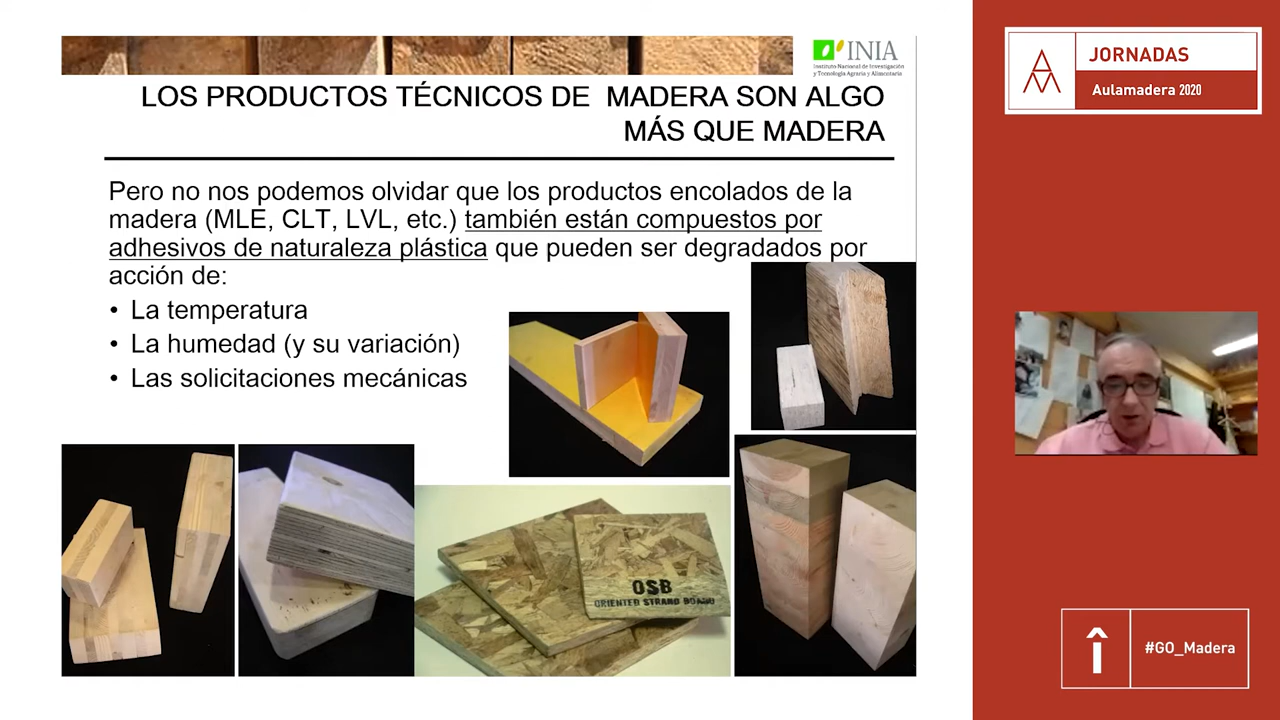 INIA
Instituto Nacional de Investigación
y Tecnología Agraria y Alimentaria
LOS PRODUCTOS TÉCNICOS DE MADERA SON ALGO
MÁS QUE MADERA
Pero no nos podemos olvidar que los productos encolados de la
madera (MLE, CLT, LVL, etc.) también están compuestos por
adhesivos de naturaleza plástica que pueden ser degradados por
acción de:
• La temperatura
• La humedad (y su variación)
• Las solicitaciones mecánicas
OSB
ORIENTED STRAND BOARD
JORNADAS
Aulamadera 2020
#GO_Madera